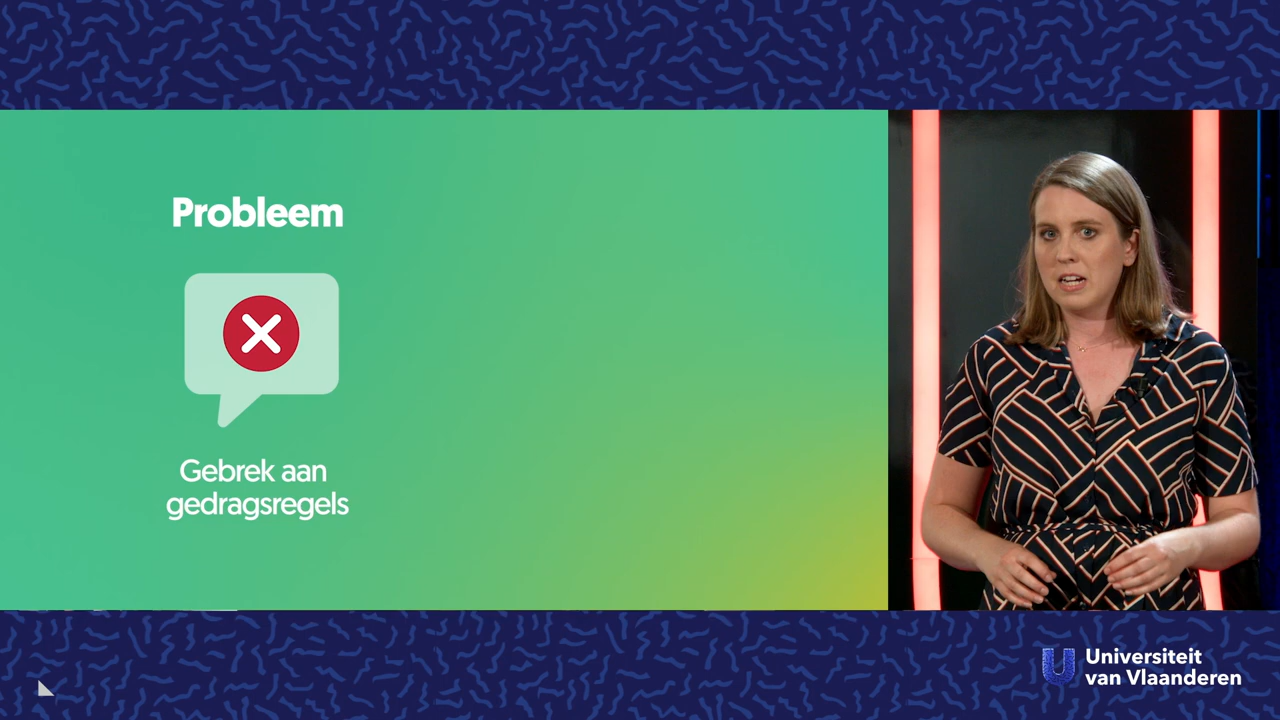 Probleem
Gebrek aan
gedragsregels
Universiteit
van Vlaanderen